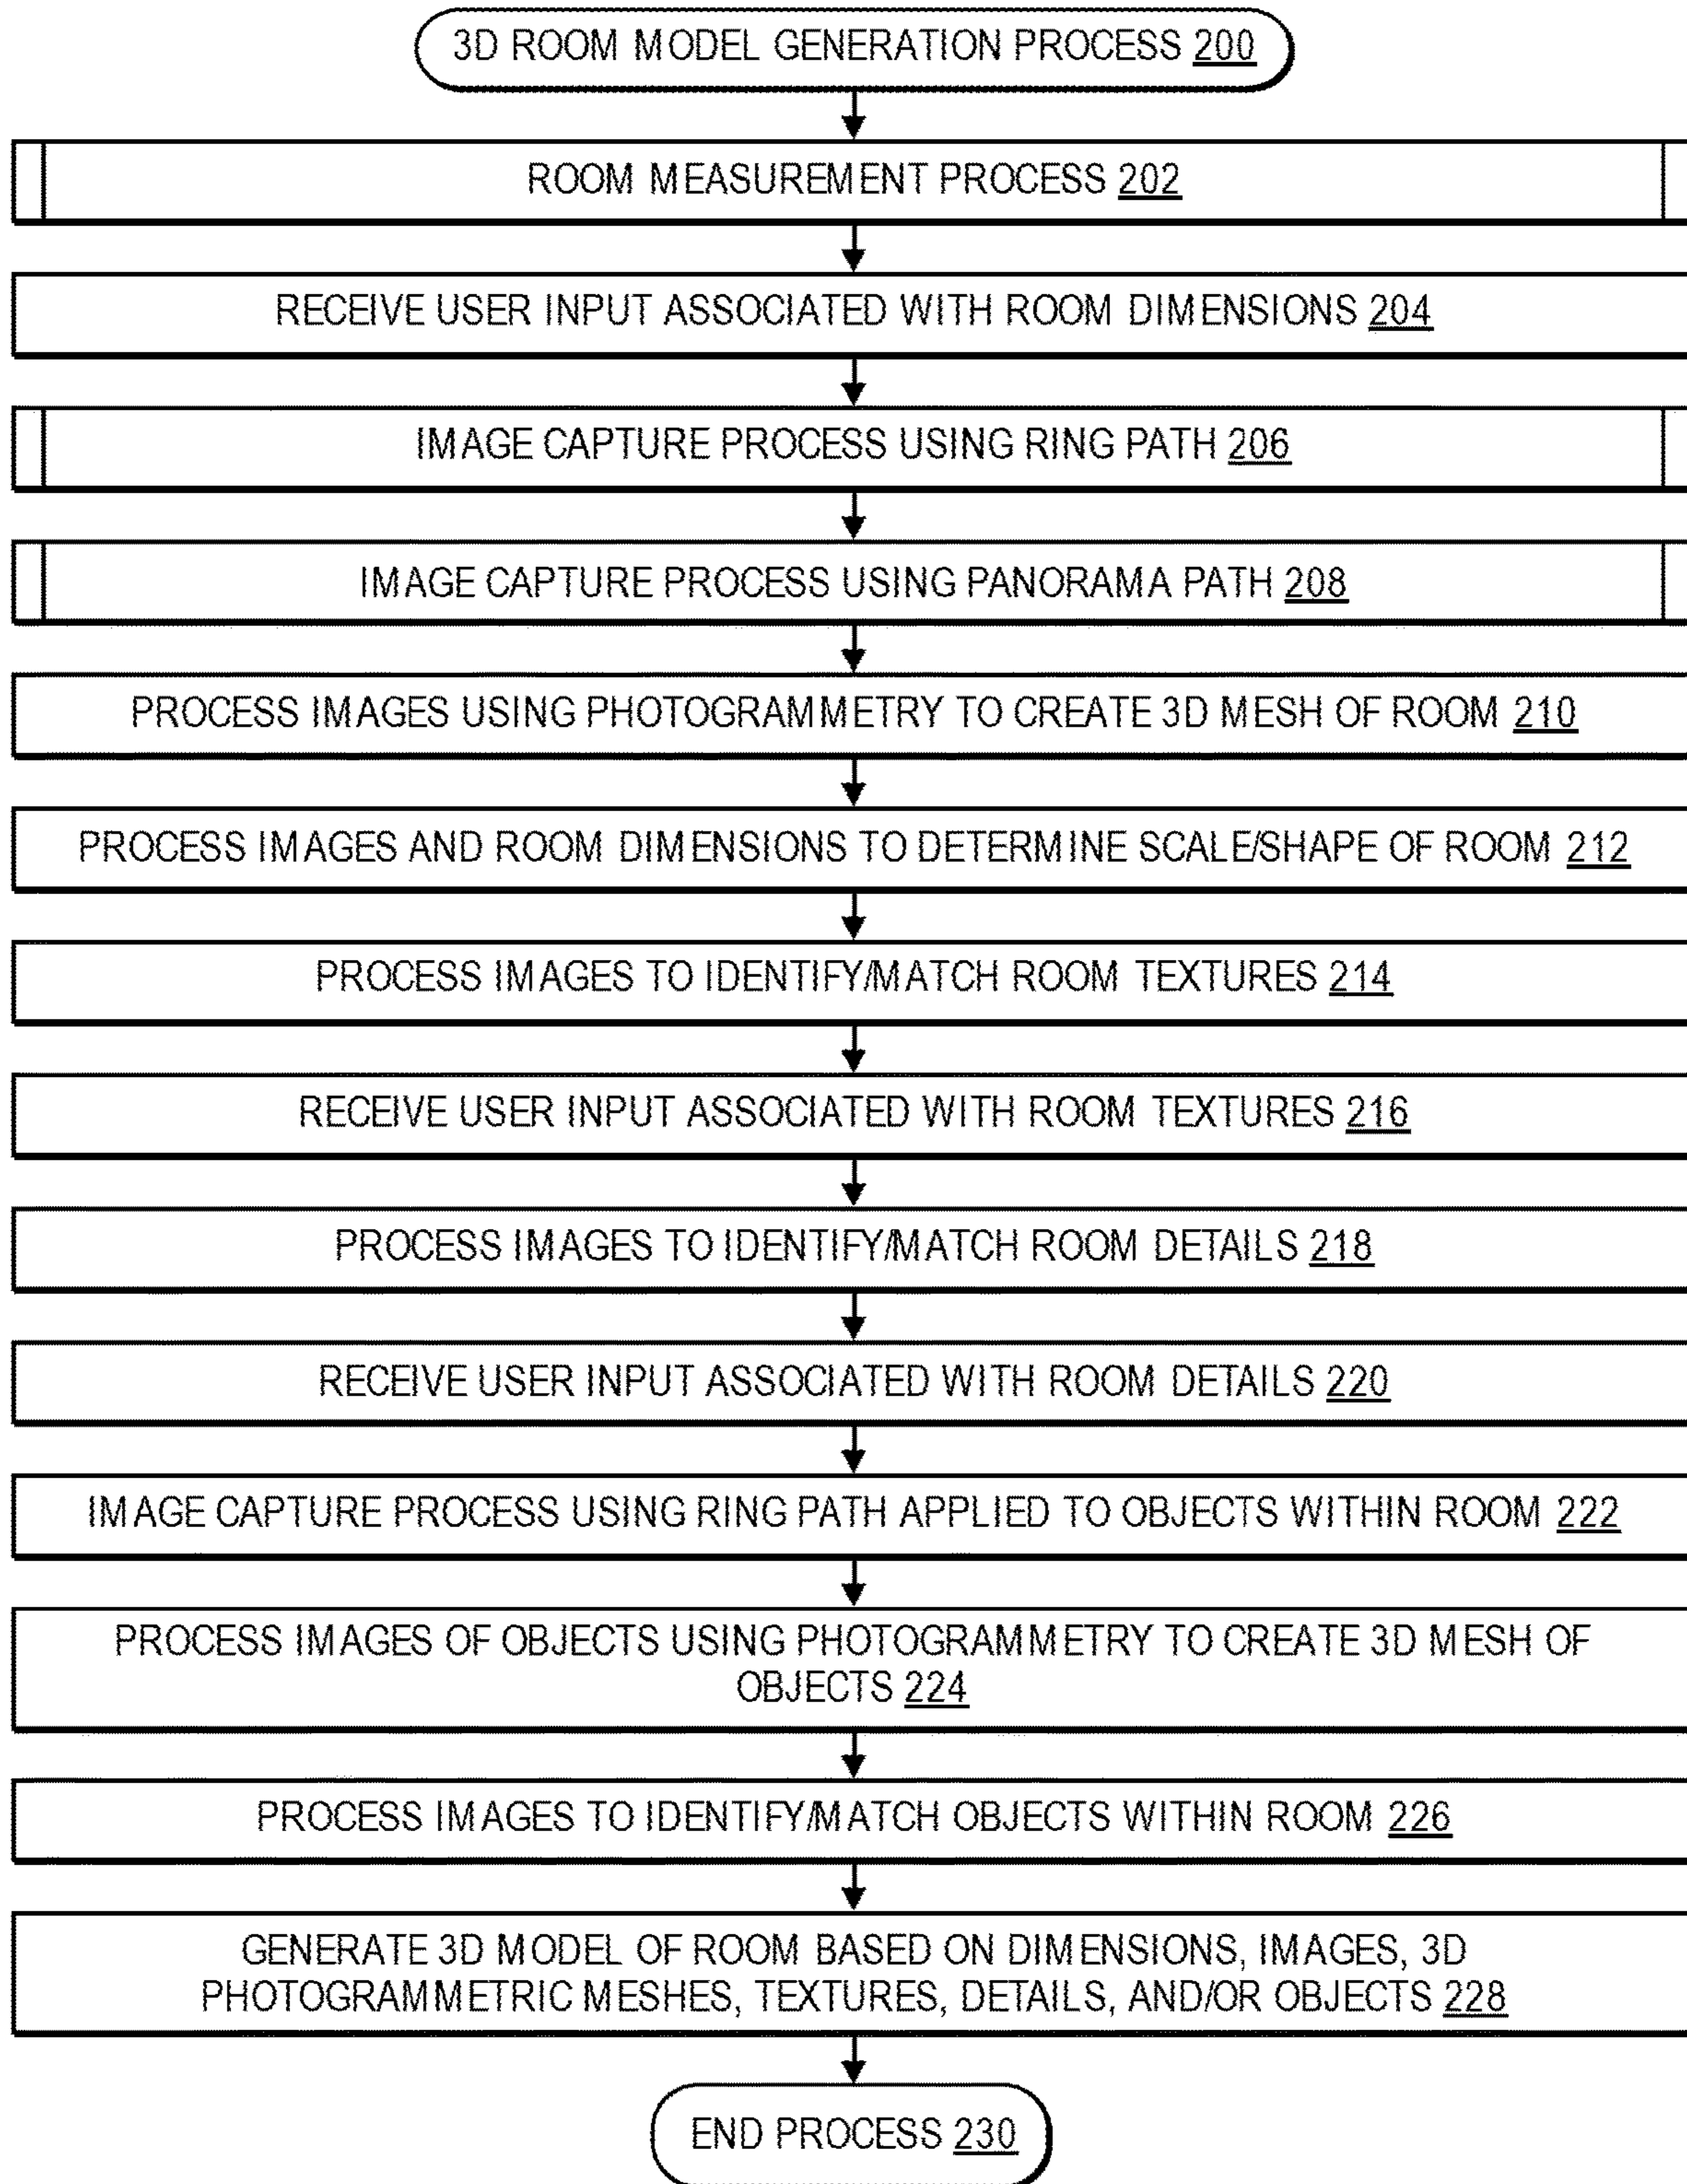 3D ROOM MODEL GENERATION PROCESS 200
ROOM MEASUREMENT PROCESS 202
RECEIVE USER INPUT ASSOCIATED WITH ROOM DIMENSIONS 204
IMAGE CAPTURE PROCESS USING RING PATH 206
IMAGE CAPTURE PROCESS USING PANORAMA PATH 208
PROCESS IMAGES USING PHOTOGRAMMETRY TO CREATE 3D MESH OF ROOM 210
PROCESS IMAGES AND ROOM DIMENSIONS TO DETERMINE SCALE/SHAPE OF ROOM 212
PROCESS IMAGES TO IDENTIFY/MATCH ROOM TEXTURES 214
RECEIVE USER INPUT ASSOCIATED WITH ROOM TEXTURES 216
PROCESS IMAGES TO IDENTIFY/MATCH ROOM DETAILS 218
RECEIVE USER INPUT ASSOCIATED WITH ROOM DETAILS 220
IMAGE CAPTURE PROCESS USING RING PATH APPLIED TO OBJECTS WITHIN ROOM 222
PROCESS IMAGES OF OBJECTS USING PHOTOGRAMMETRY TO CREATE 3D MESH OF
OBJECTS 224
PROCESS IMAGES TO IDENTIFY/MATCH OBJECTS WITHIN ROOM 226
GENERATE 3D MODEL OF ROOM BASED ON DIMENSIONS, IMAGES, 3D
PHOTOGRAMMETRIC MESHES, TEXTURES, DETAILS, AND/OR OBJECTS 228
END PROCESS 230